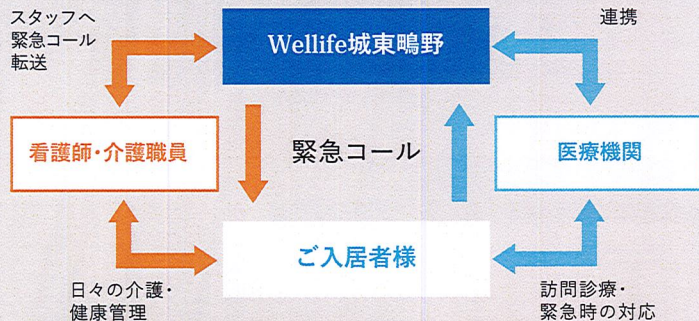 スタッフへ
緊急コール
転送
Wellife城東鴫野
連携
看護師・介護職員
緊急コール
医療機関
ご入居者様
日々の介護・
健康管理
訪問診療・
緊急時の対応